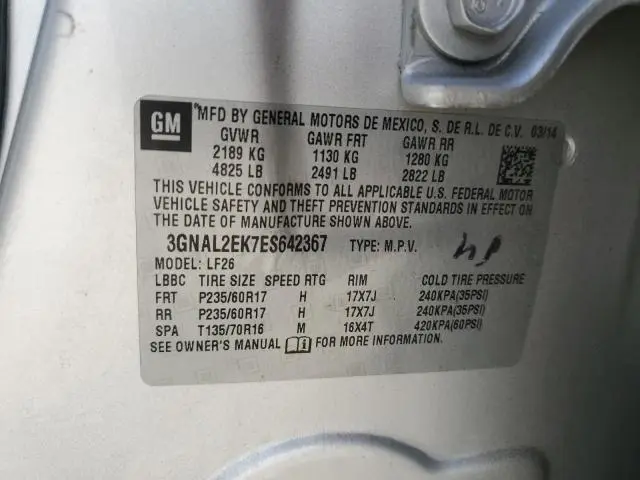 GM
MFD BY GENERAL MOTORS DE MEXICO, S. DE R.L. DE C.V. 03/14
GVWR GAWR FRT GAWR RR
2189 KG 1130 KG 1280 KG
4825 LB 2491 LB 2822 LB
THIS VEHICLE CONFORMS TO ALL APPLICABLE U.S. FEDERAL MOTOR
VEHICLE SAFETY AND THEFT PREVENTION STANDARDS IN EFFECT ON
THE DATE OF MANUFACTURE SHOWN ABOVE.
3GNAL2EK7ES642367 TYPE: M.P.V.
MODEL: LF26
LBBC TIRE SIZE SPEED RTG RIM COLD TIRE PRESSURE
FRT P235/60R17 H 17X7J 240KPA(35PSI)
RR P235/60R17 H 17X7J 240KPA(35PSI)
SPA T135/70R16 M 16X4T 420KPA(60PSI)
SEE OWNER'S MANUAL FOR MORE INFORMATION.